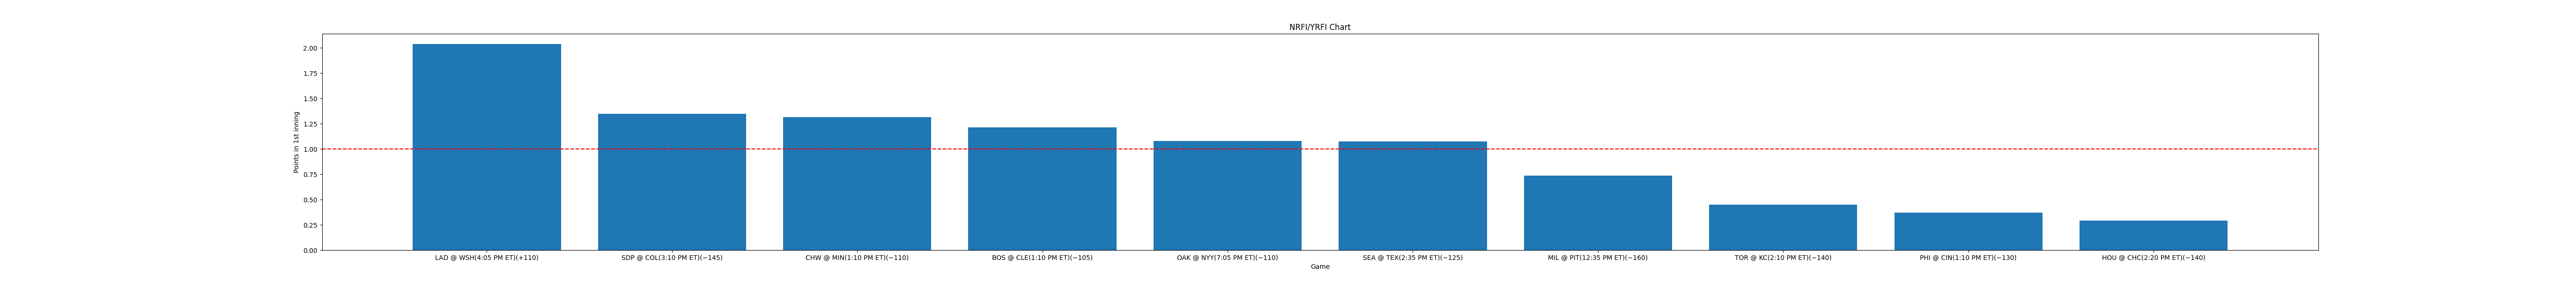 NRFI/YRFI Chart
Points in 1st inning
2.00
1.75
1.50
1.25
1.00
0.75
0.50
0.25
0.00
LAD @ WSH(4:05 PM ET)(+110)
SDP @ COL(3:10 PM ET)(−145)
CHW @ MIN(1:10 PM ET)(−110)
BOS @ CLE(1:10 PM ET)(−105)
OAK @ NYY(7:05 PM ET)(−110)
SEA @ TEX(2:35 PM ET)(−125)
MIL @ PIT(12:35 PM ET)(−160)
TOR @ KC(2:10 PM ET)(−140)
PHI @ CIN(1:10 PM ET)(−130)
HOU @ CHC(2:20 PM ET)(−140)
Game